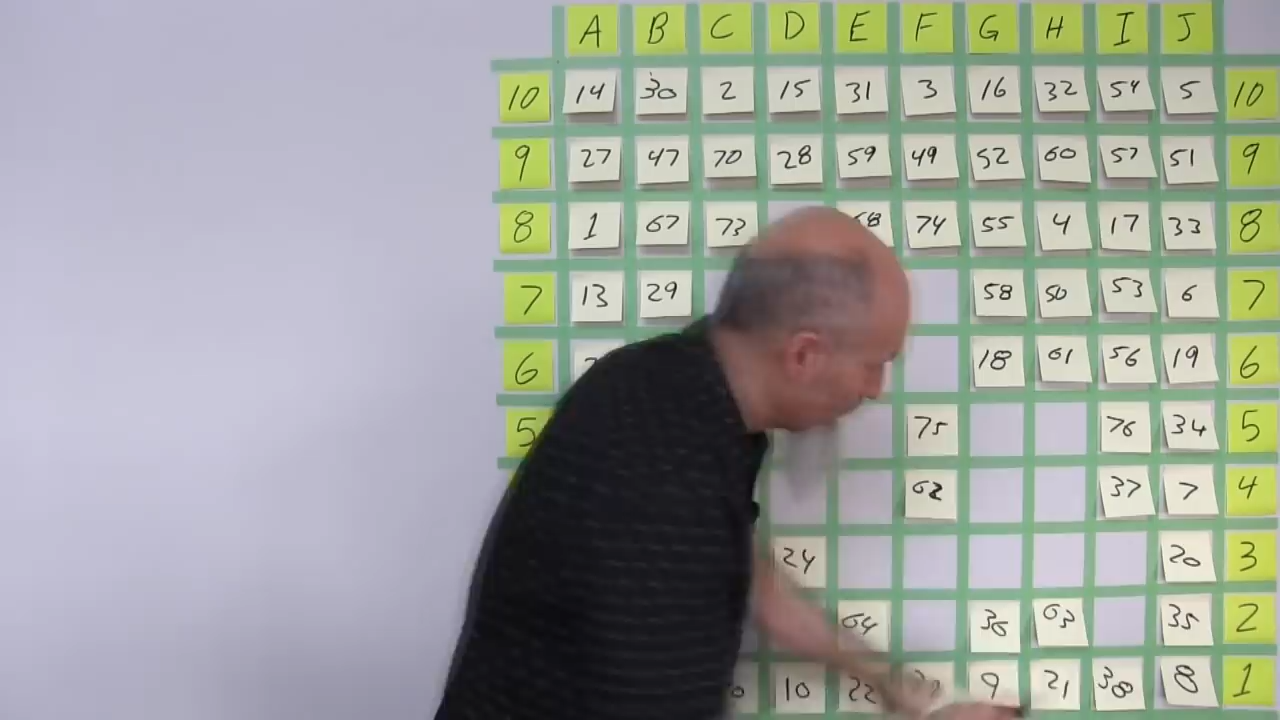 A B C D E F G H I J
10 14 30 2 15 31 3 16 32 54 5 10
9 27 47 70 28 59 49 52 60 57 51 9
8 1 67 73 68 74 55 4 17 33 8
7 13 29 58 50 53 6 7
6 18 61 56 19 6
5 75 76 34 5
62 37 7 4
24 20 3
64 36 63 35 2
10 22 9 21 38 8 1